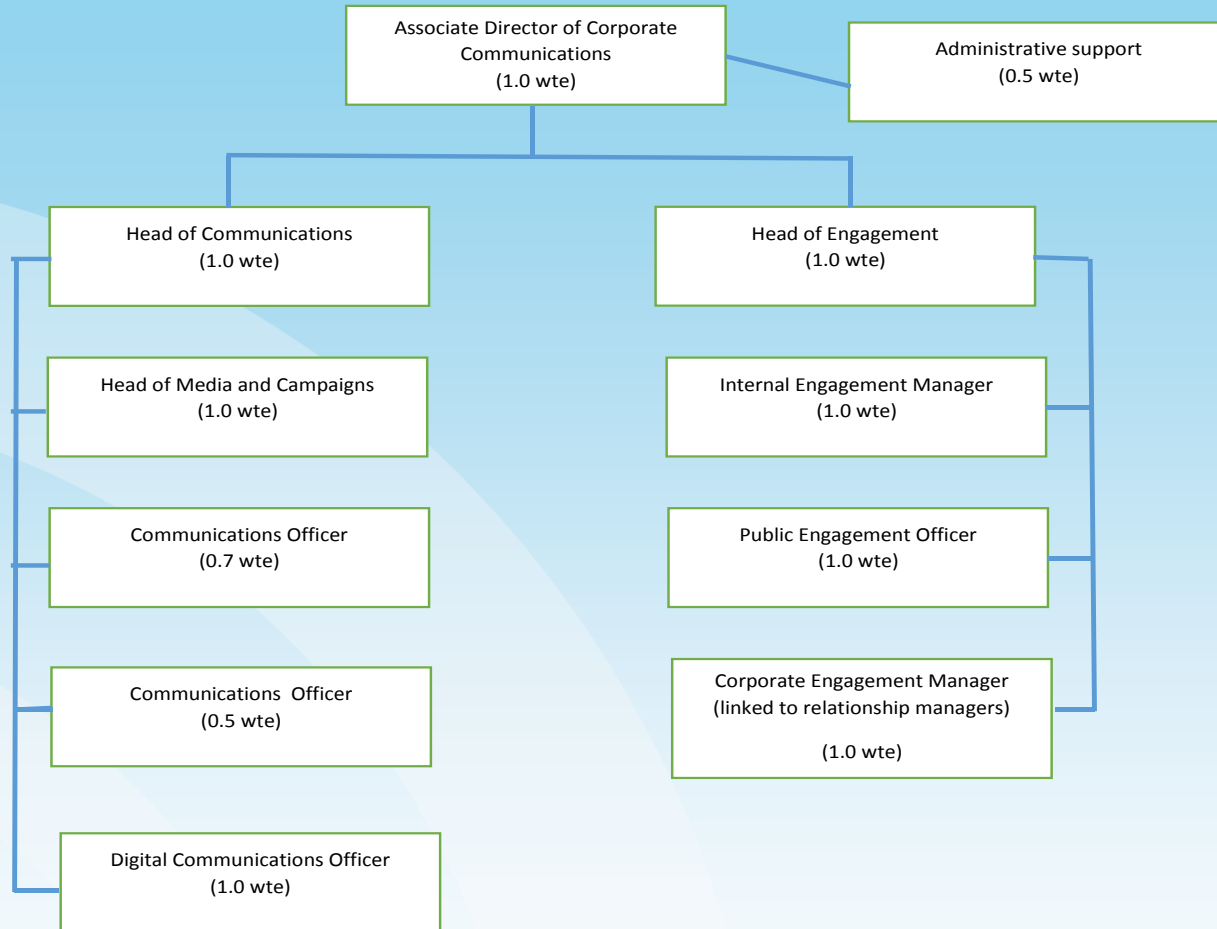 Associate Director of Corporate
Communications
(1.0 wte)
Administrative support
(0.5 wte)
Head of Communications
(1.0 wte)
Head of Engagement
(1.0 wte)
Head of Media and Campaigns
(1.0 wte)
Internal Engagement Manager
(1.0 wte)
Communications Officer
(0.7 wte)
Public Engagement Officer
(1.0 wte)
Communications  Officer
(0.5 wte)
Corporate Engagement Manager
(linked to relationship managers)
(1.0 wte)
Digital Communications Officer
(1.0 wte)